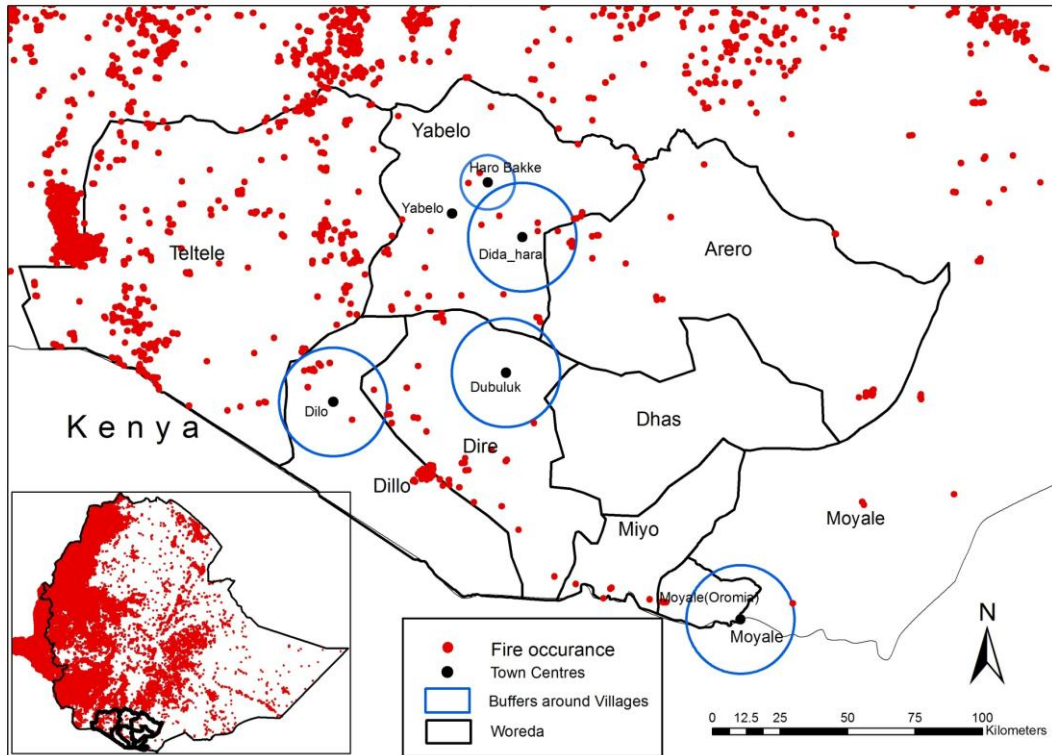 Yabelo
Haro Bakke
Yabelo
Teltele
Dida_hara
Arero
Dubuluk
Dilo
Kenya
Dhas
Dire
Dillo
Miyo
Moyale
Moyale(Oromia)
Moyale
N
Fire occurance
Town Centres
Buffers around Villages
Woreda
0 12.5 25 50 75 100
Kilometers